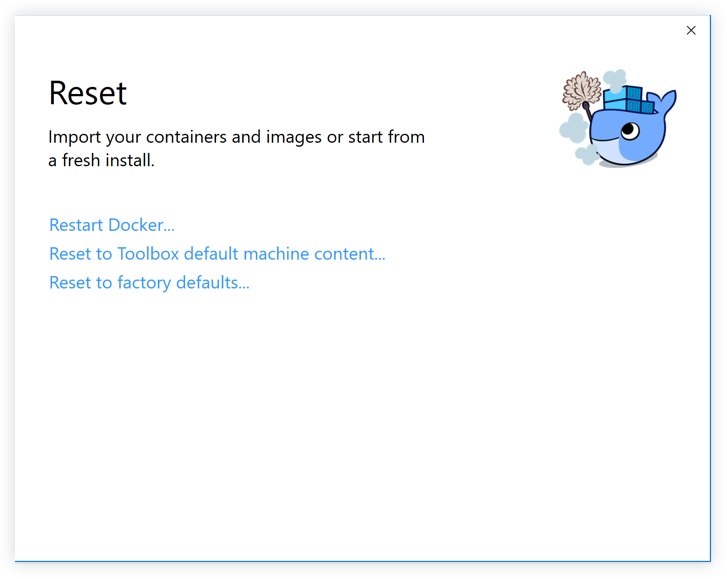 Reset
Import your containers and images or start from
a fresh install.
Restart Docker...
Reset to Toolbox default machine content...
Reset to factory defaults...